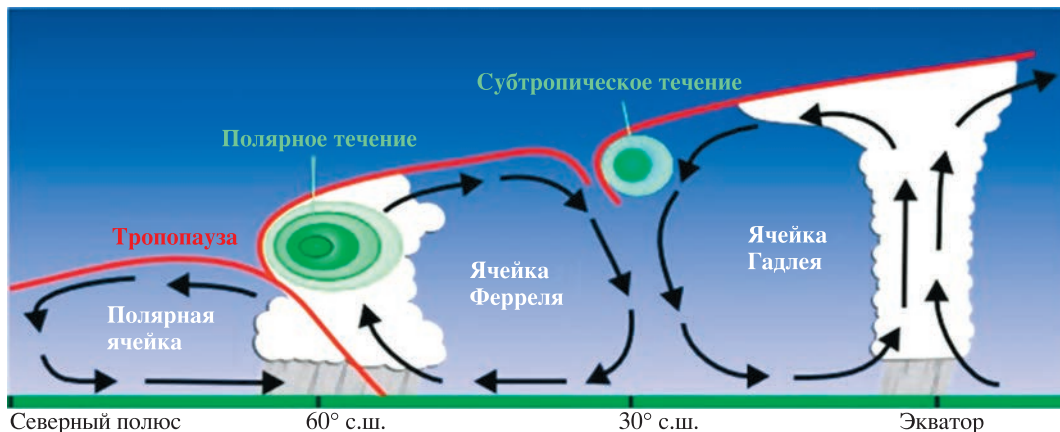 Субтропическое течение
Полярное течение
Тропопауза
Ячейка
Гадлея
Ячейка
Ферреля
Полярная
ячейка
Северный полюс
60° с.ш.
30° с.ш.
Экватор